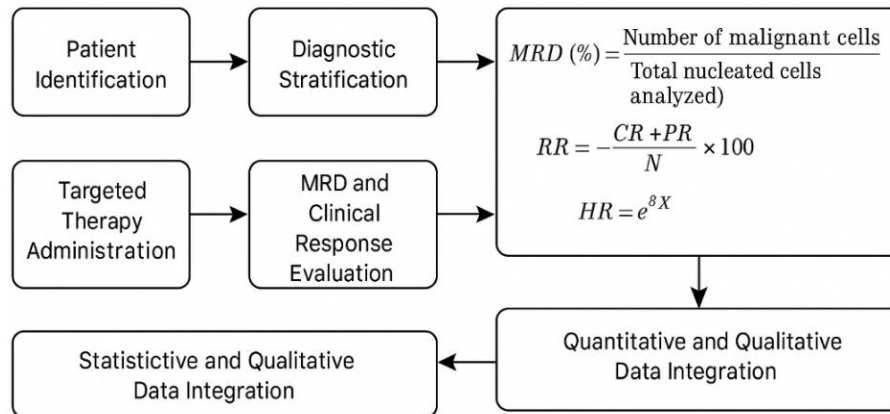 Patient
Identification
Diagnostic
Stratification
MRD (%) = Number of malignant cells / Total nucleated cells
analyzed)
RR = − CR + PR / N × 100
HR = e^{8 X}
Targeted
Therapy
Administration
MRD and
Clinical
Response
Evaluation
Quantitative and Qualitative
Data Integration
Statistictive and Qualitative
Data Integration